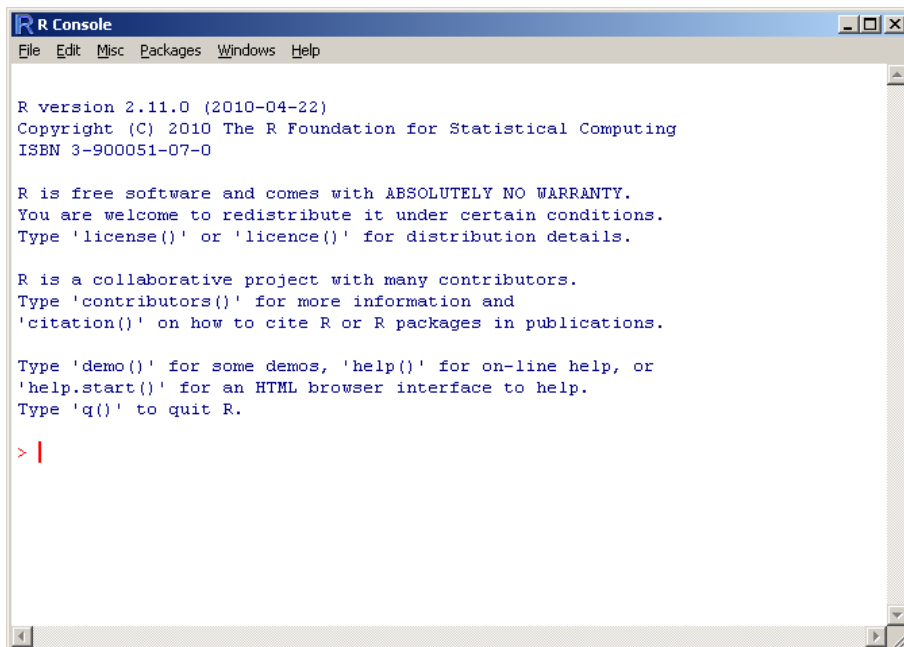 R Console
File Edit Misc Packages Windows Help
R version 2.11.0 (2010-04-22)
Copyright (C) 2010 The R Foundation for Statistical Computing
ISBN 3-900051-07-0
R is free software and comes with ABSOLUTELY NO WARRANTY.
You are welcome to redistribute it under certain conditions.
Type 'license()' or 'licence()' for distribution details.
R is a collaborative project with many contributors.
Type 'contributors()' for more information and
'citation()' on how to cite R or R packages in publications.
Type 'demo()' for some demos, 'help()' for on-line help, or
'help.start()' for an HTML browser interface to help.
Type 'q()' to quit R.
>